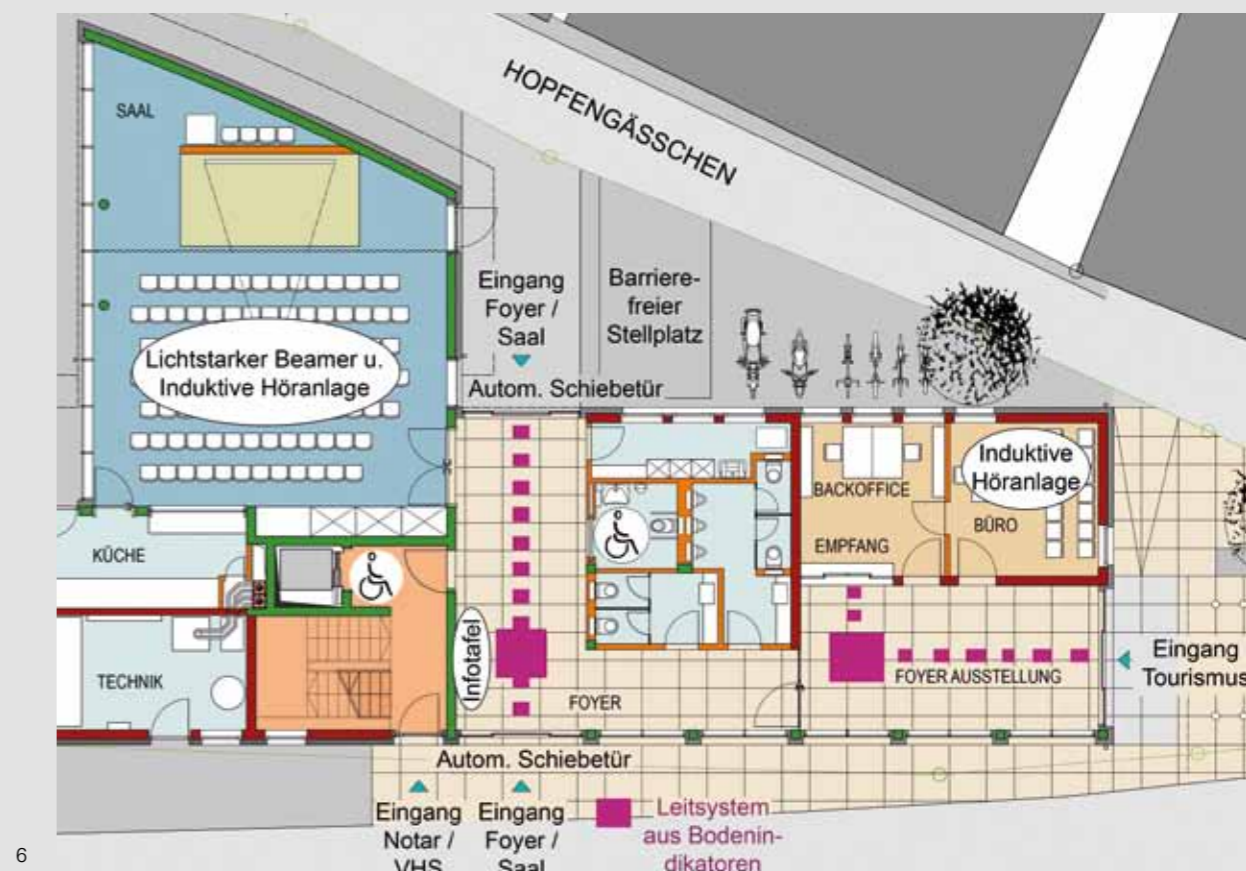 HOPFENGÄSSCHEN
SAAL
Eingang
Foyer /
Saal
Barriere-
freier
Stellplatz
Lichtstarker Beamer u.
Induktive Höranlage
Autom. Schiebetür
Induktive
Höranlage
BACKOFFICE
BÜRO
EMPFANG
KÜCHE
Infotafel
TECHNIK
FOYER
FOYER AUSSTELLUNG
Eingang
Tourismus
Autom. Schiebetür
Eingang
Notar /
VHS
Eingang
Foyer /
Saal
Leitsystem
aus Bodenin-
dikatoren
6